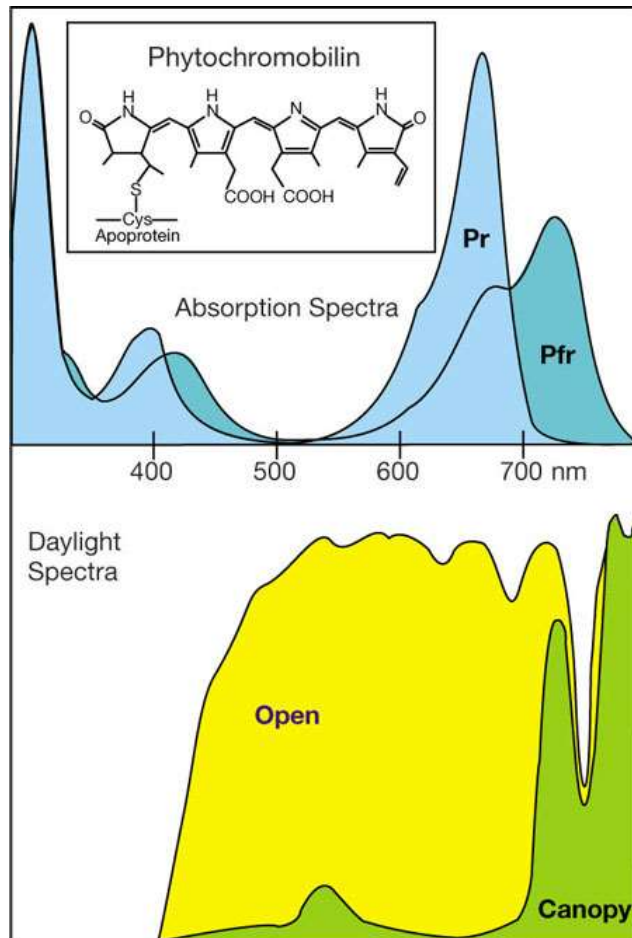 Phytochromobilin
H
N
H
N
N
H
N
O
O
S
COOH
COOH
Cys
Apoprotein
Pr
Absorption Spectra
Pfr
400 500 600 700 nm
Daylight
Spectra
Open
Canopy